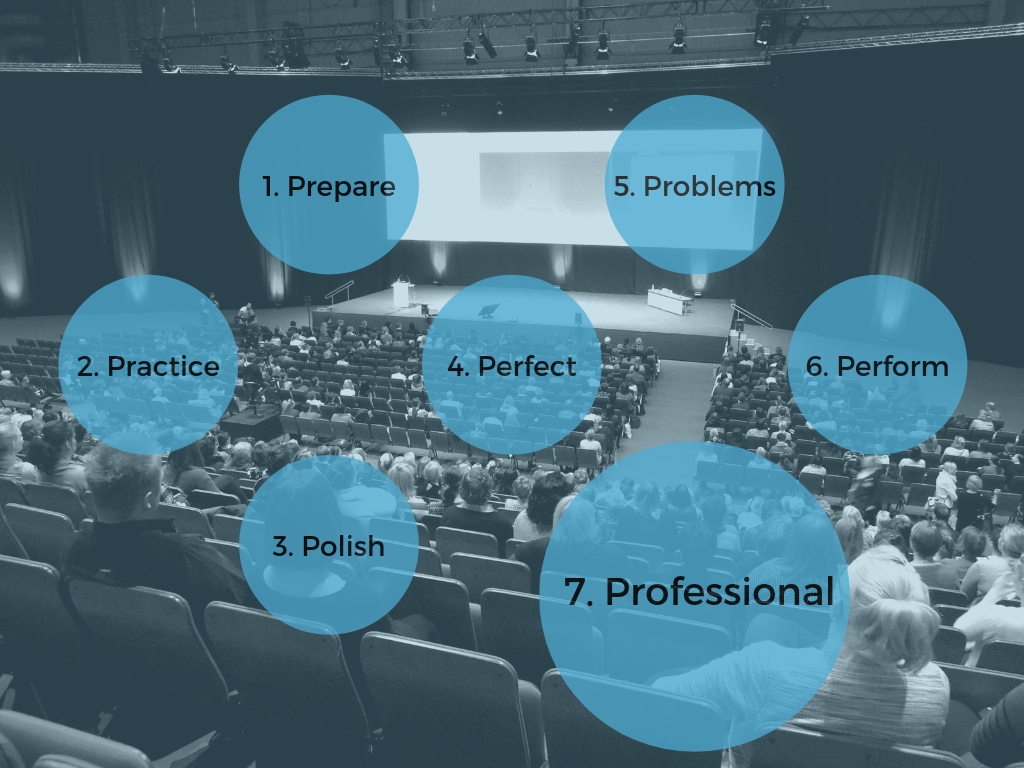 1. Prepare
2. Practice
3. Polish
4. Perfect
5. Problems
6. Perform
7. Professional